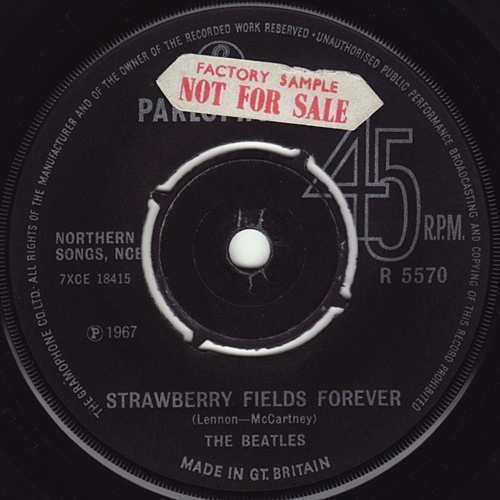 THE GRAMOPHONE CO. LTD. ALL RIGHTS OF THE MANUFACTURER AND OF THE OWNER OF THE RECORDED WORK RESERVED · UNAUTHORISED PUBLIC PERFORMANCE BROADCASTING AND COPYING OF THIS RECORD PROHIBITED
FACTORY SAMPLE
NOT FOR SALE
45
R.P.M.
NORTHERN
SONGS, NCB
7XCE 18415
R 5570
Ⓟ 1967
STRAWBERRY FIELDS FOREVER
(Lennon—McCartney)
THE BEATLES
MADE IN GT. BRITAIN